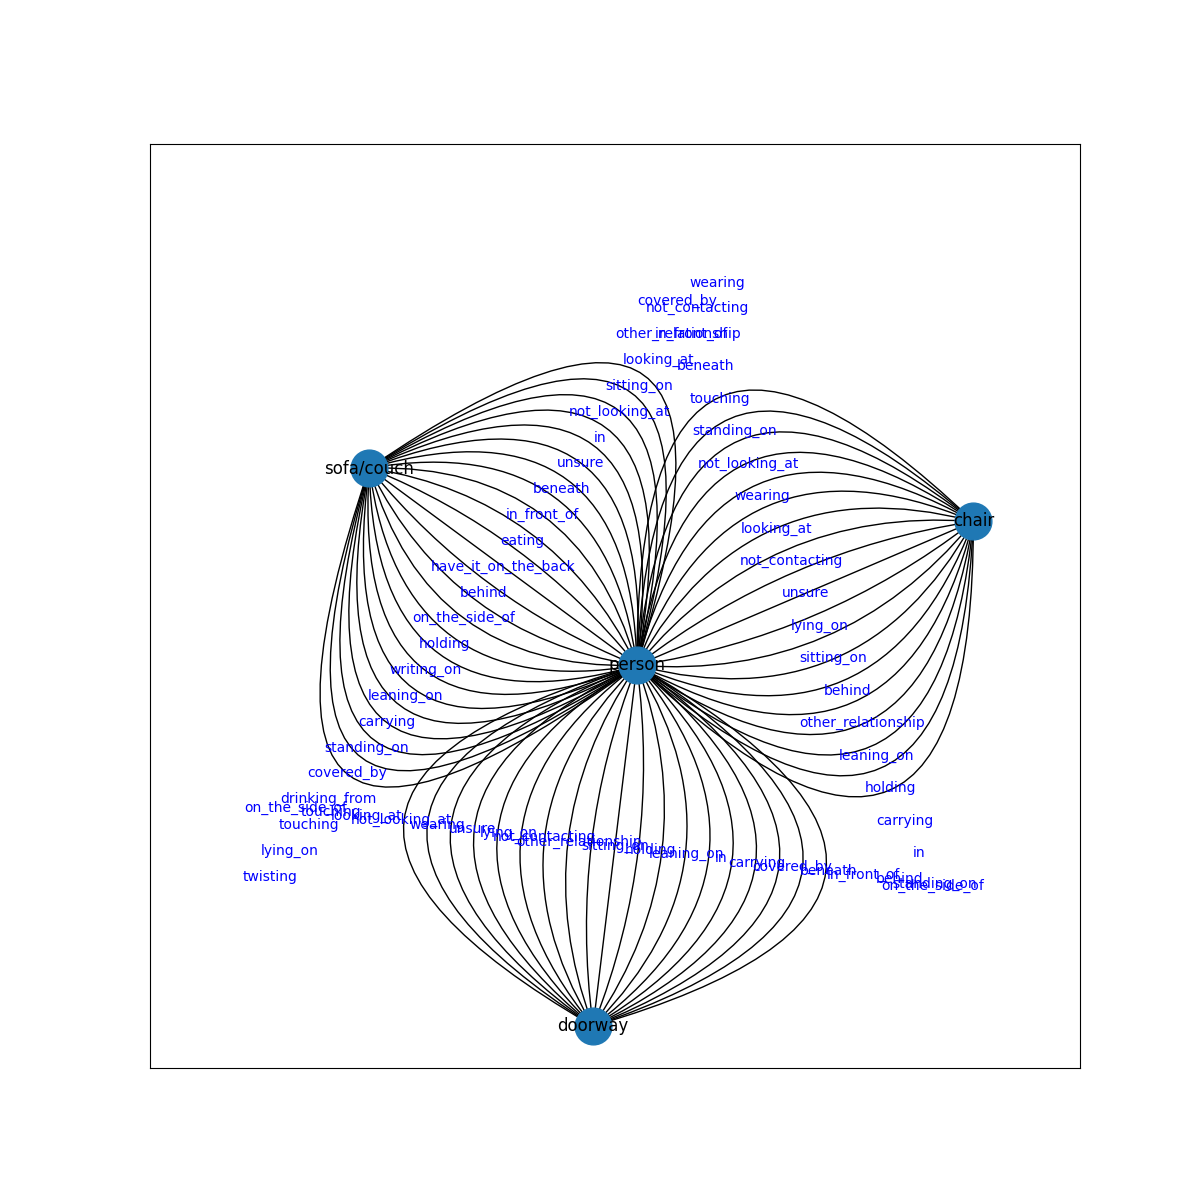 wearing
covered_by
not_contacting
other_relationship
in_front_of
looking_at
beneath
sitting_on
touching
not_looking_at
standing_on
in
unsure
not_looking_at
sofa/couch
beneath
wearing
in_front_of
chair
looking_at
eating
not_contacting
have_it_on_the_back
behind
unsure
on_the_side_of
lying_on
holding
sitting_on
person
writing_on
behind
leaning_on
carrying
other_relationship
standing_on
leaning_on
covered_by
holding
drinking_from
on_the_side_of
touching
looking_at
not_looking_at
carrying
touching
wearing
unsure
lying_on
not_contacting
other_relationship
sitting_on
holding
lying_on
leaning_on
in
in
carrying
covered_by
beneath
in_front_of
twisting
behind
standing_on
on_the_side_of
doorway